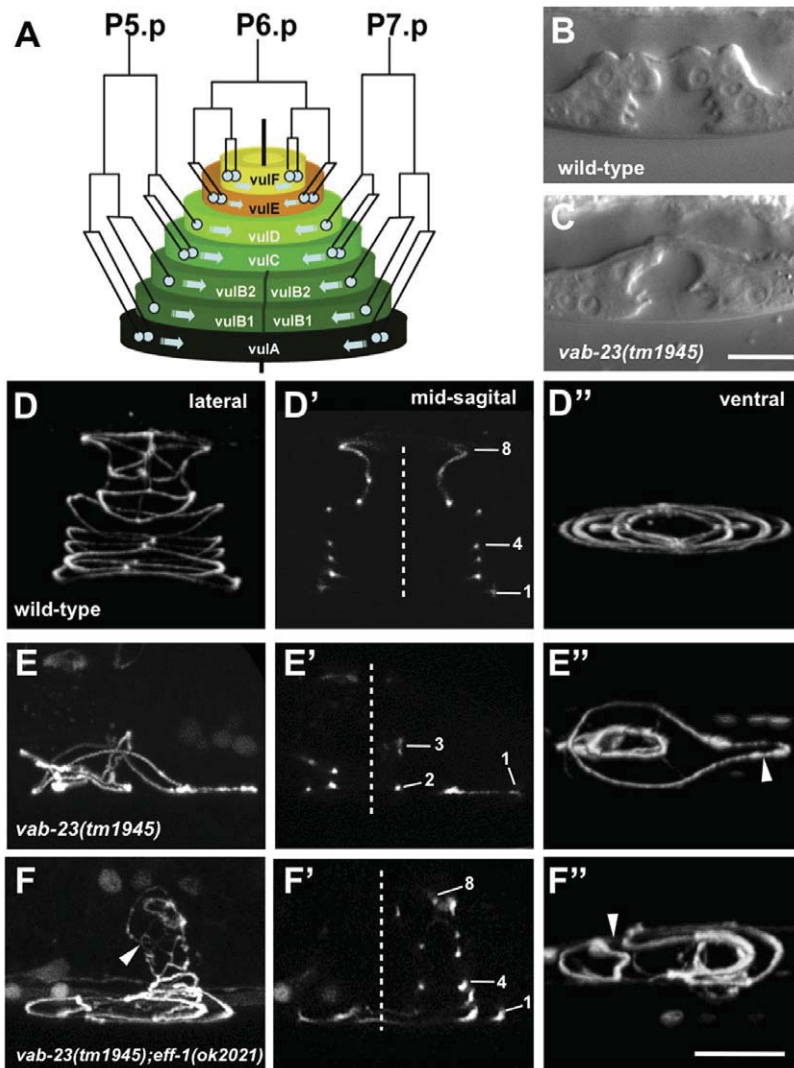 A
P5.p P6.p P7.p
vulF
vulE
vulD
vulC
vulB2 vulB2
vulB1 vulB1
vulA
B
wild-type
C
vab-23(tm1945)
D
lateral
wild-type
D'
mid-sagital
8
4
1
D''
ventral
E
vab-23(tm1945)
E'
3
2
1
E''
F
vab-23(tm1945);eff-1(ok2021)
F'
8
4
1
F''